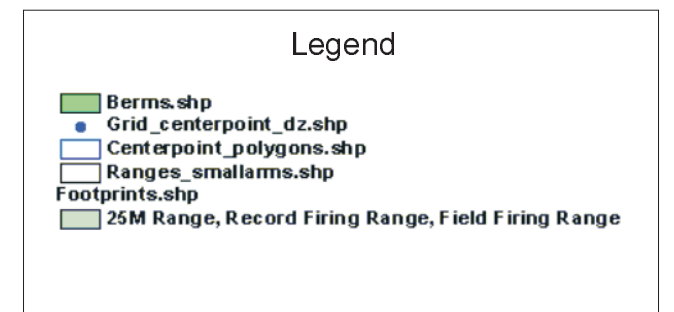 Legend
Berms.shp
Grid_centerpoint_dz.shp
Centerpoint_polygons.shp
Ranges_smallarms.shp
Footprints.shp
25M Range, Record Firing Range, Field Firing Range